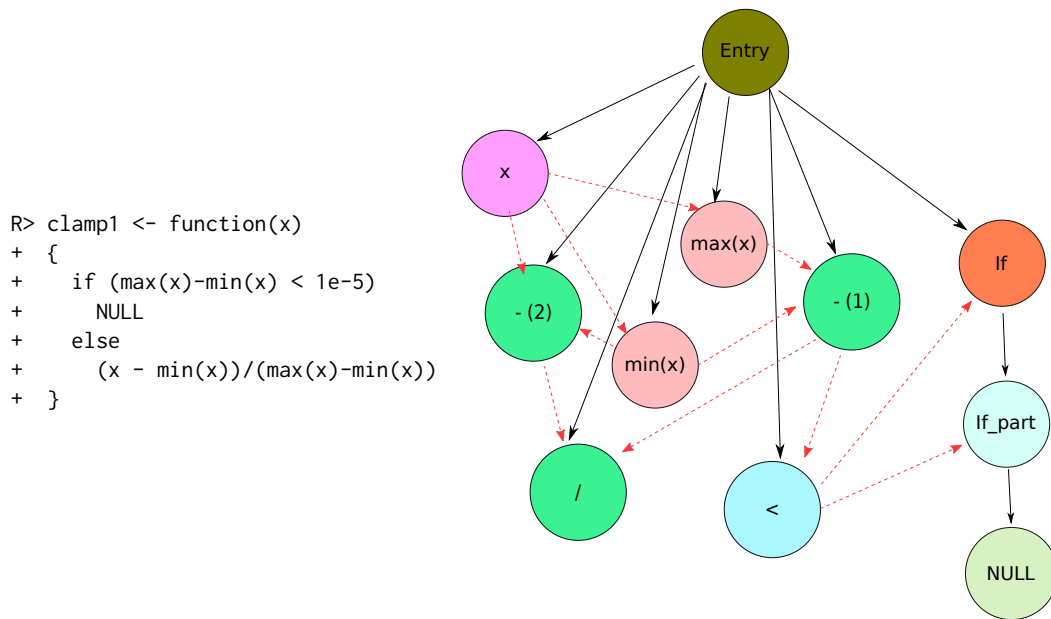 R> clamp1 <- function(x)
+  {
+    if (max(x)-min(x) < 1e-5)
+      NULL
+    else
+      (x - min(x))/(max(x)-min(x))
+  }
Entry
x
max(x)
If
- (2)
- (1)
min(x)
If_part
/
<
NULL